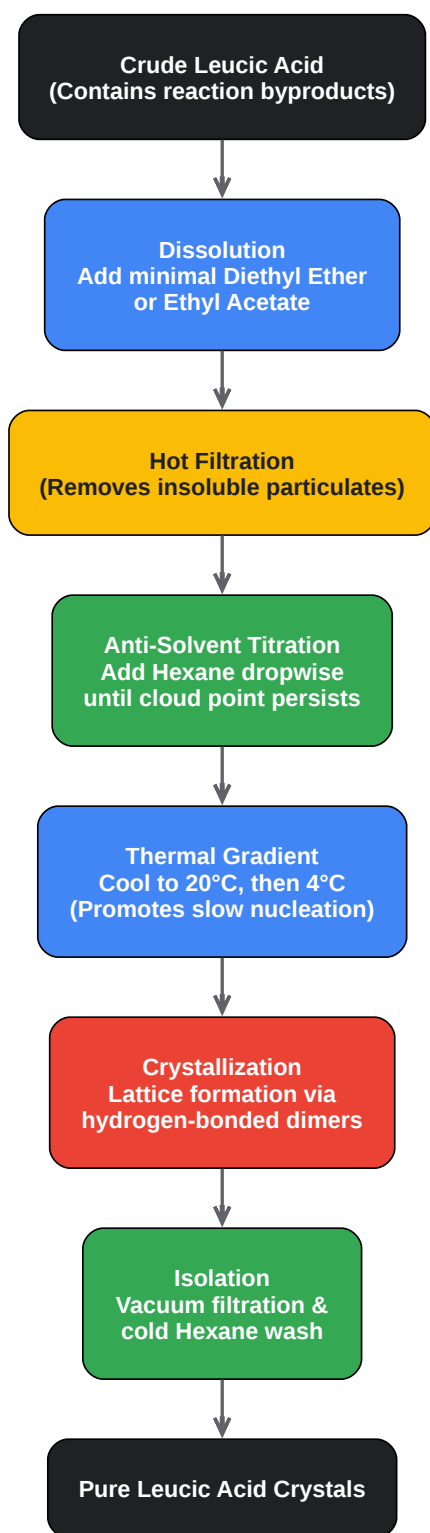 Crude Leucic Acid
(Contains reaction byproducts)
Dissolution
Add minimal Diethyl Ether
or Ethyl Acetate
Hot Filtration
(Removes insoluble particulates)
Anti-Solvent Titration
Add Hexane dropwise
until cloud point persists
Thermal Gradient
Cool to 20°C, then 4°C
(Promotes slow nucleation)
Crystallization
Lattice formation via
hydrogen-bonded dimers
Isolation
Vacuum filtration &
cold Hexane wash
Pure Leucic Acid Crystals